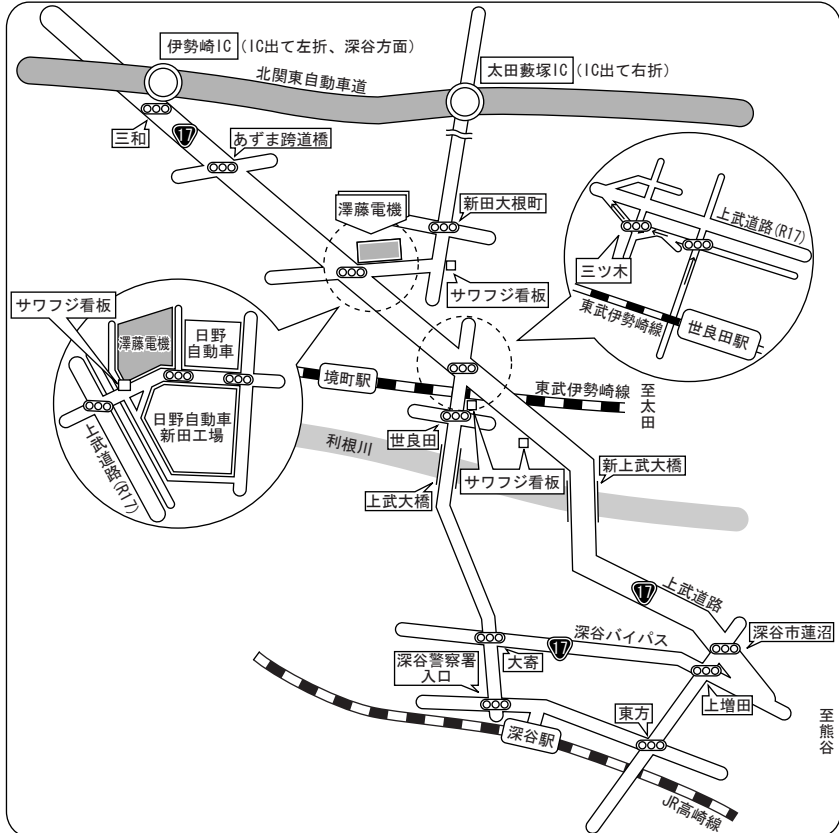 伊勢崎IC (IC出て左折、深谷方面)
北関東自動車道
太田藪塚IC (IC出て右折)
三和
17
あずま跨道橋
澤藤電機
新田大根町
サワフジ看板
上武道路(R17)
三ツ木
東武伊勢崎線
世良田駅
サワフジ看板
澤藤電機
日野
自動車
日野自動車
新田工場
上武道路(R17)
境町駅
東武伊勢崎線
至太田
世良田
利根川
サワフジ看板
上武大橋
新上武大橋
17
上武道路
深谷バイパス
17
深谷市蓮沼
深谷警察署
入口
大寄
上増田
東方
深谷駅
至熊谷
JR高崎線